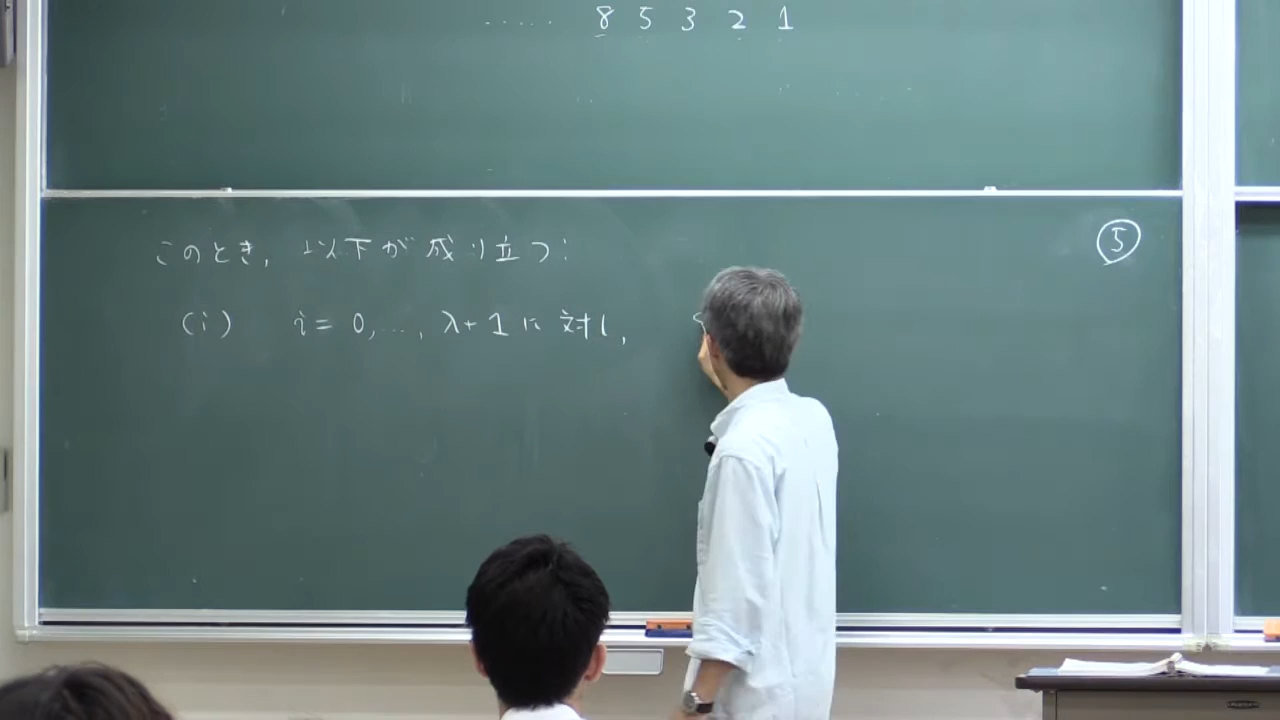 ...... 8 5 3 2 1
⑤
このとき, 以下が成り立つ:
(i) i = 0, ..., λ+1 に対し,